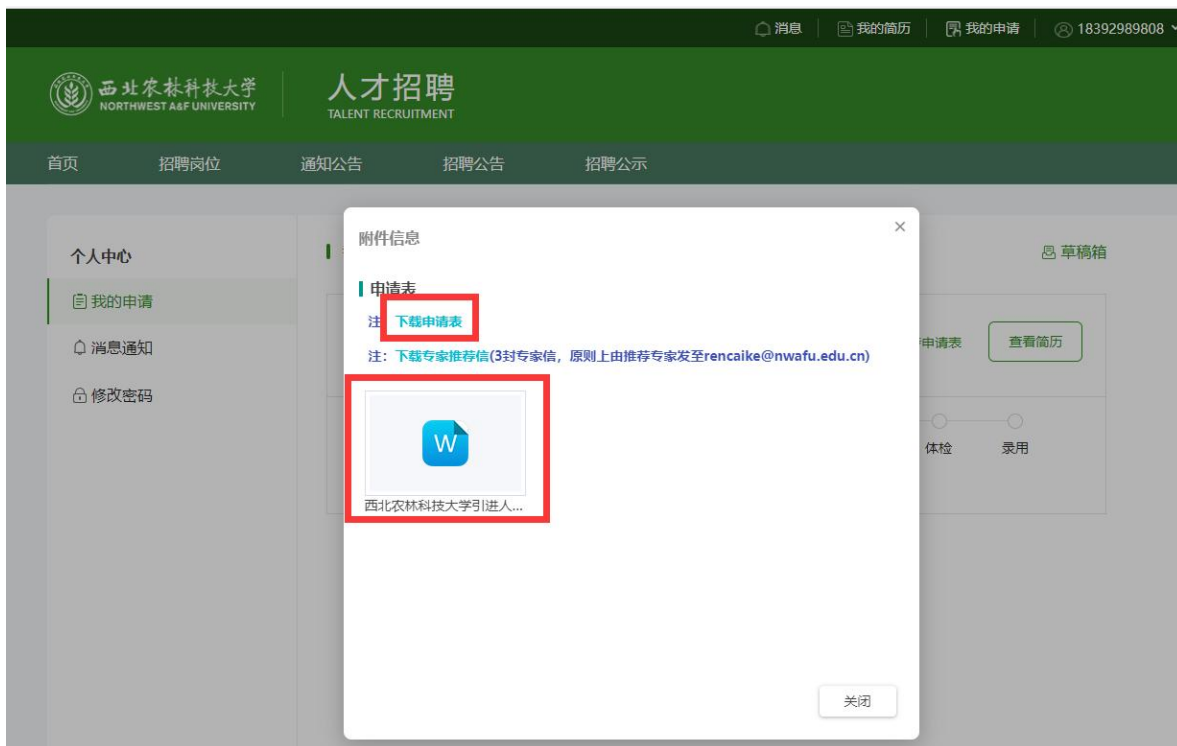 消息 我的简历 我的申请 18392989808
西北农林科技大学 人才招聘
NORTHWEST A&F UNIVERSITY TALENT RECRUITMENT
首页 招聘岗位 通知公告 招聘公告 招聘公示
附件信息
个人中心 草稿箱
申请表
我的申请
注 下载申请表
申请表 查看简历
消息通知
注：下载专家推荐信(3封专家信，原则上由推荐专家发至rencaike@nwafu.edu.cn)
修改密码
W
体检 录用
西北农林科技大学引进人...
关闭